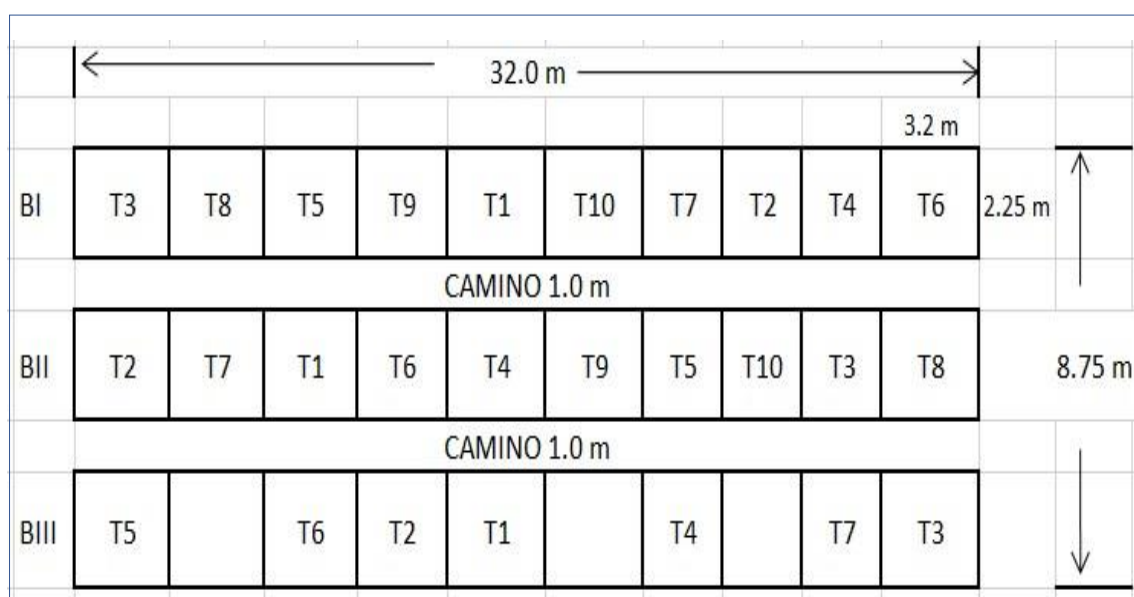 32.0 m
3.2 m
BI T3 T8 T5 T9 T1 T10 T7 T2 T4 T6 2.25 m
CAMINO 1.0 m
BII T2 T7 T1 T6 T4 T9 T5 T10 T3 T8 8.75 m
CAMINO 1.0 m
BIII T5 T6 T2 T1 T4 T7 T3